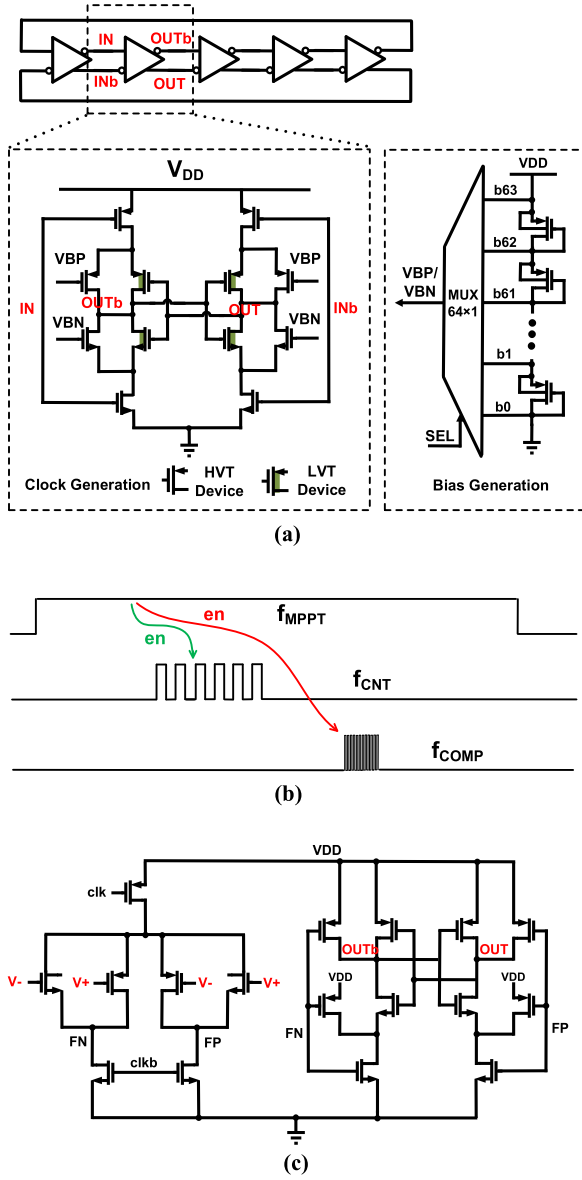 IN
OUTb
INb
OUT
VDD
VDD
b63
VBP
VBP
b62
VBP/
VBN
MUX
64×1
IN
OUTb
OUT
INb
b61
VBN
VBN
b1
b0
SEL
Clock Generation
HVT
Device
LVT
Device
Bias Generation
(a)
en
fMPPT
en
fCNT
fCOMP
(b)
VDD
clk
OUTb
OUT
V-
V+
V-
V+
VDD
VDD
FN
FP
FN
FP
clkb
(c)